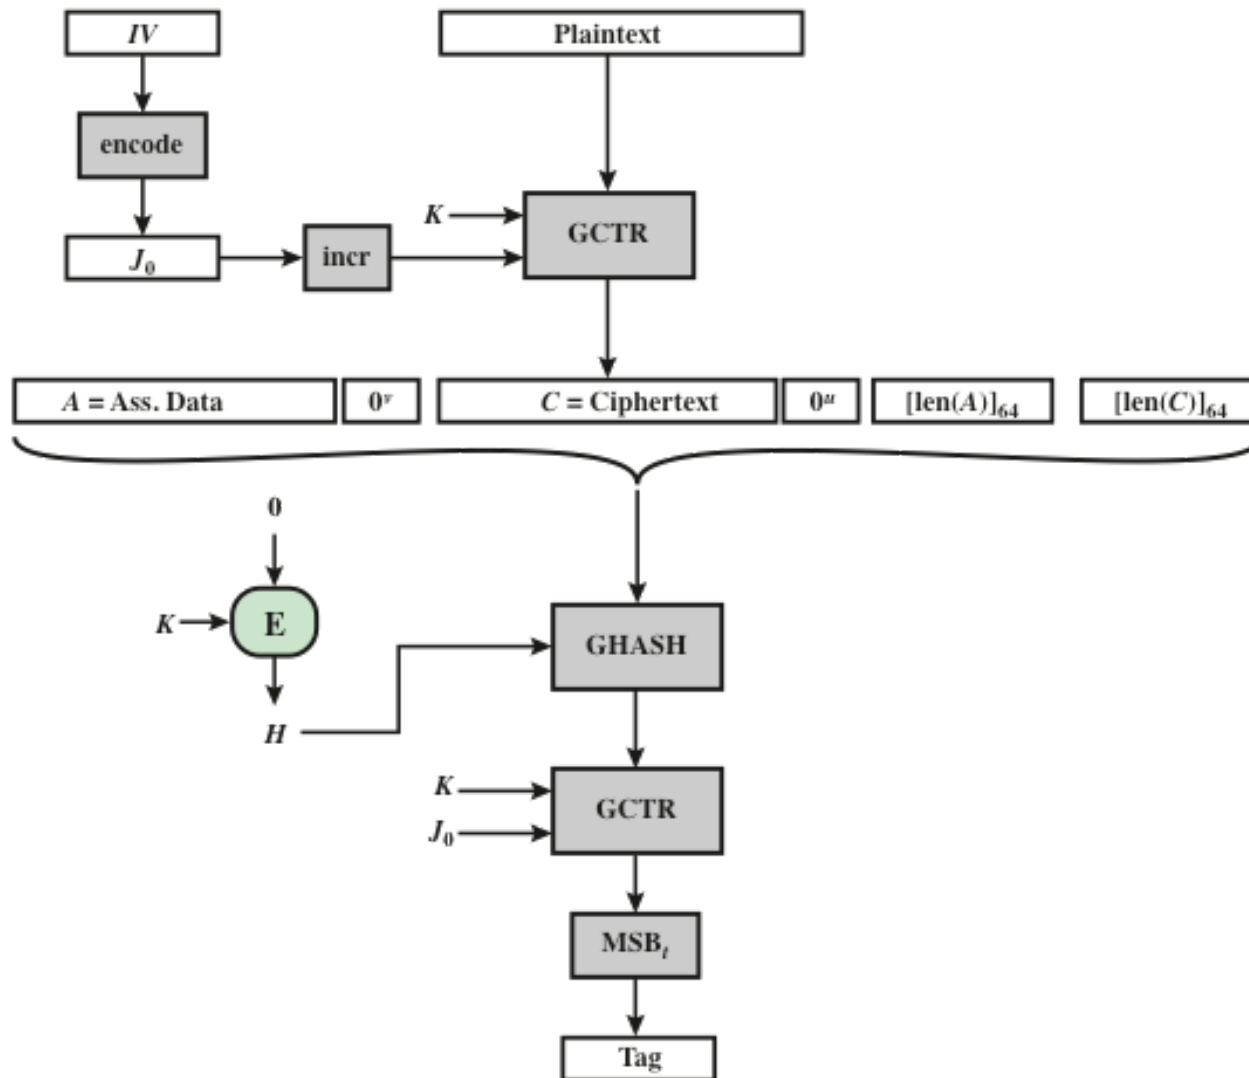 IV
Plaintext
encode
K
GCTR
J₀
incr
A = Ass. Data
0ᵛ
C = Ciphertext
0ᵘ
[len(A)]₆₄
[len(C)]₆₄
0
K
E
GHASH
H
K
GCTR
J₀
MSBₜ
Tag